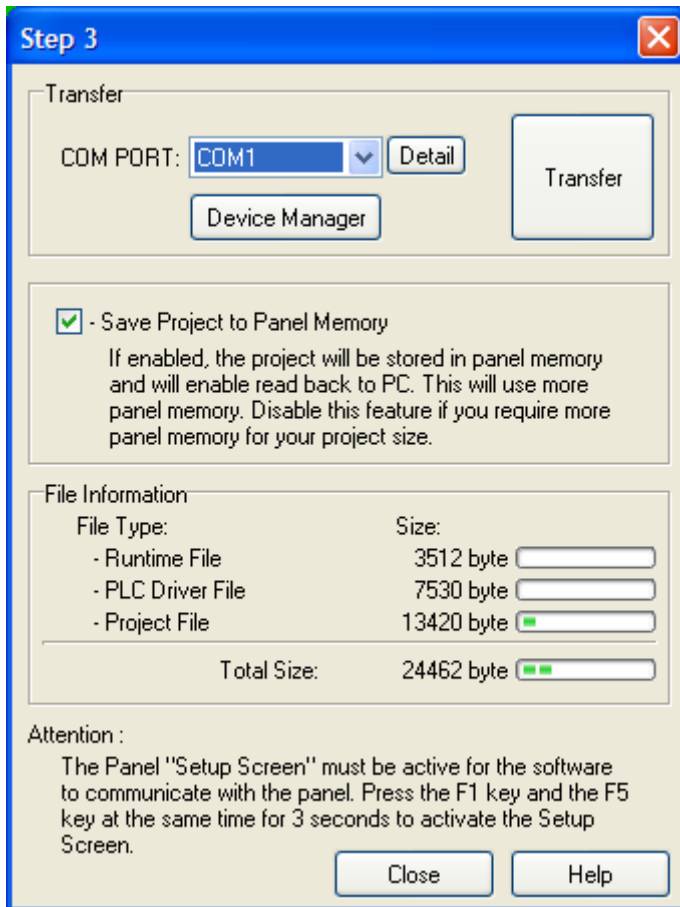 Step 3
Transfer
COM PORT: COM1 Detail
Transfer
Device Manager
- Save Project to Panel Memory
If enabled, the project will be stored in panel memory
and will enable read back to PC. This will use more
panel memory. Disable this feature if you require more
panel memory for your project size.
File Information
File Type: Size:
- Runtime File 3512 byte
- PLC Driver File 7530 byte
- Project File 13420 byte
Total Size: 24462 byte
Attention :
The Panel "Setup Screen" must be active for the software
to communicate with the panel. Press the F1 key and the F5
key at the same time for 3 seconds to activate the Setup
Screen.
Close Help